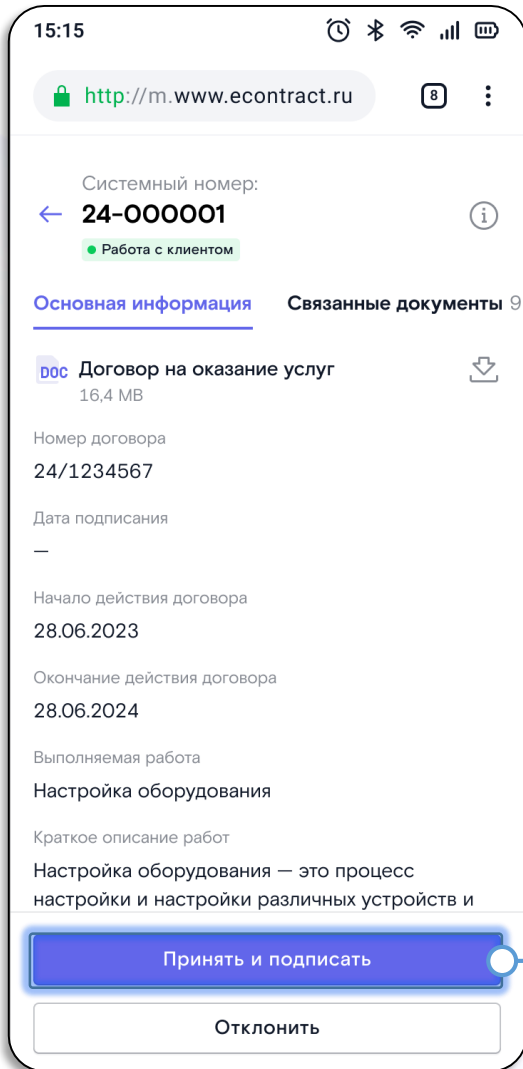 15:15
http://m.www.econtract.ru
8
Системный номер:
24-000001
Работа с клиентом
Основная информация Связанные документы 9
DOC Договор на оказание услуг
16,4 MB
Номер договора
24/1234567
Дата подписания
—
Начало действия договора
28.06.2023
Окончание действия договора
28.06.2024
Выполняемая работа
Настройка оборудования
Краткое описание работ
Настройка оборудования — это процесс
настройки и настройки различных устройств и
Принять и подписать
Отклонить